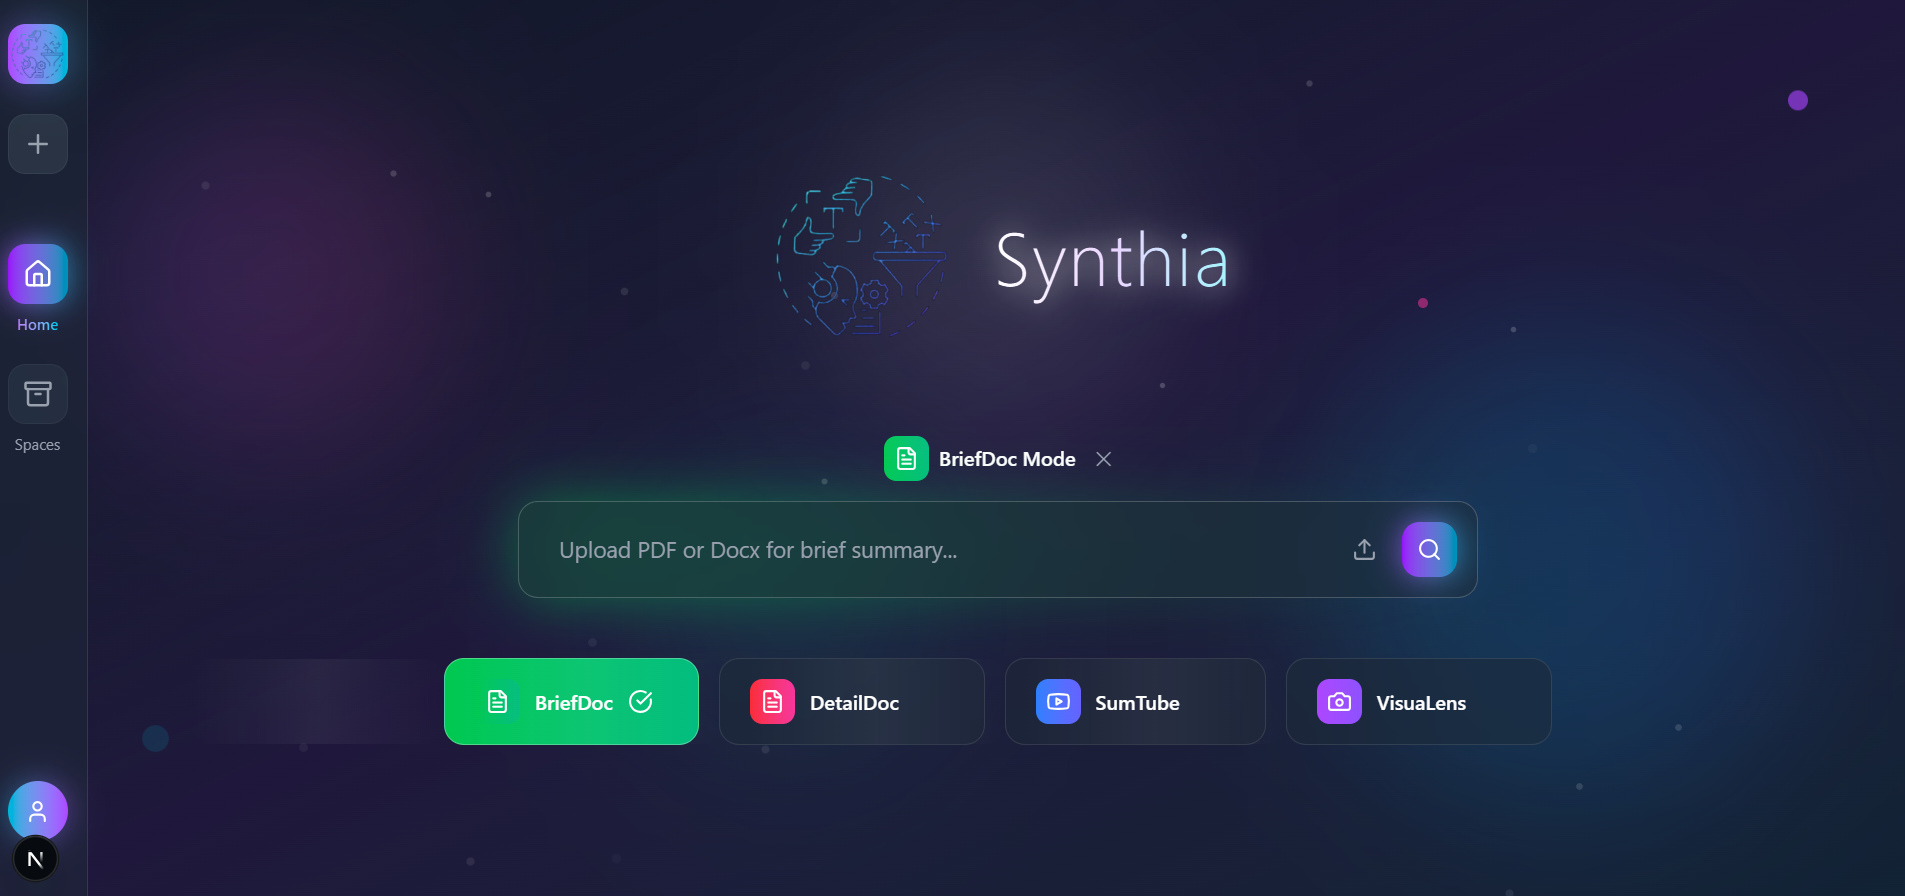 Synthia
Home
Spaces
BriefDoc Mode
Upload PDF or Docx for brief summary...
BriefDoc
DetailDoc
SumTube
VisuaLens
N